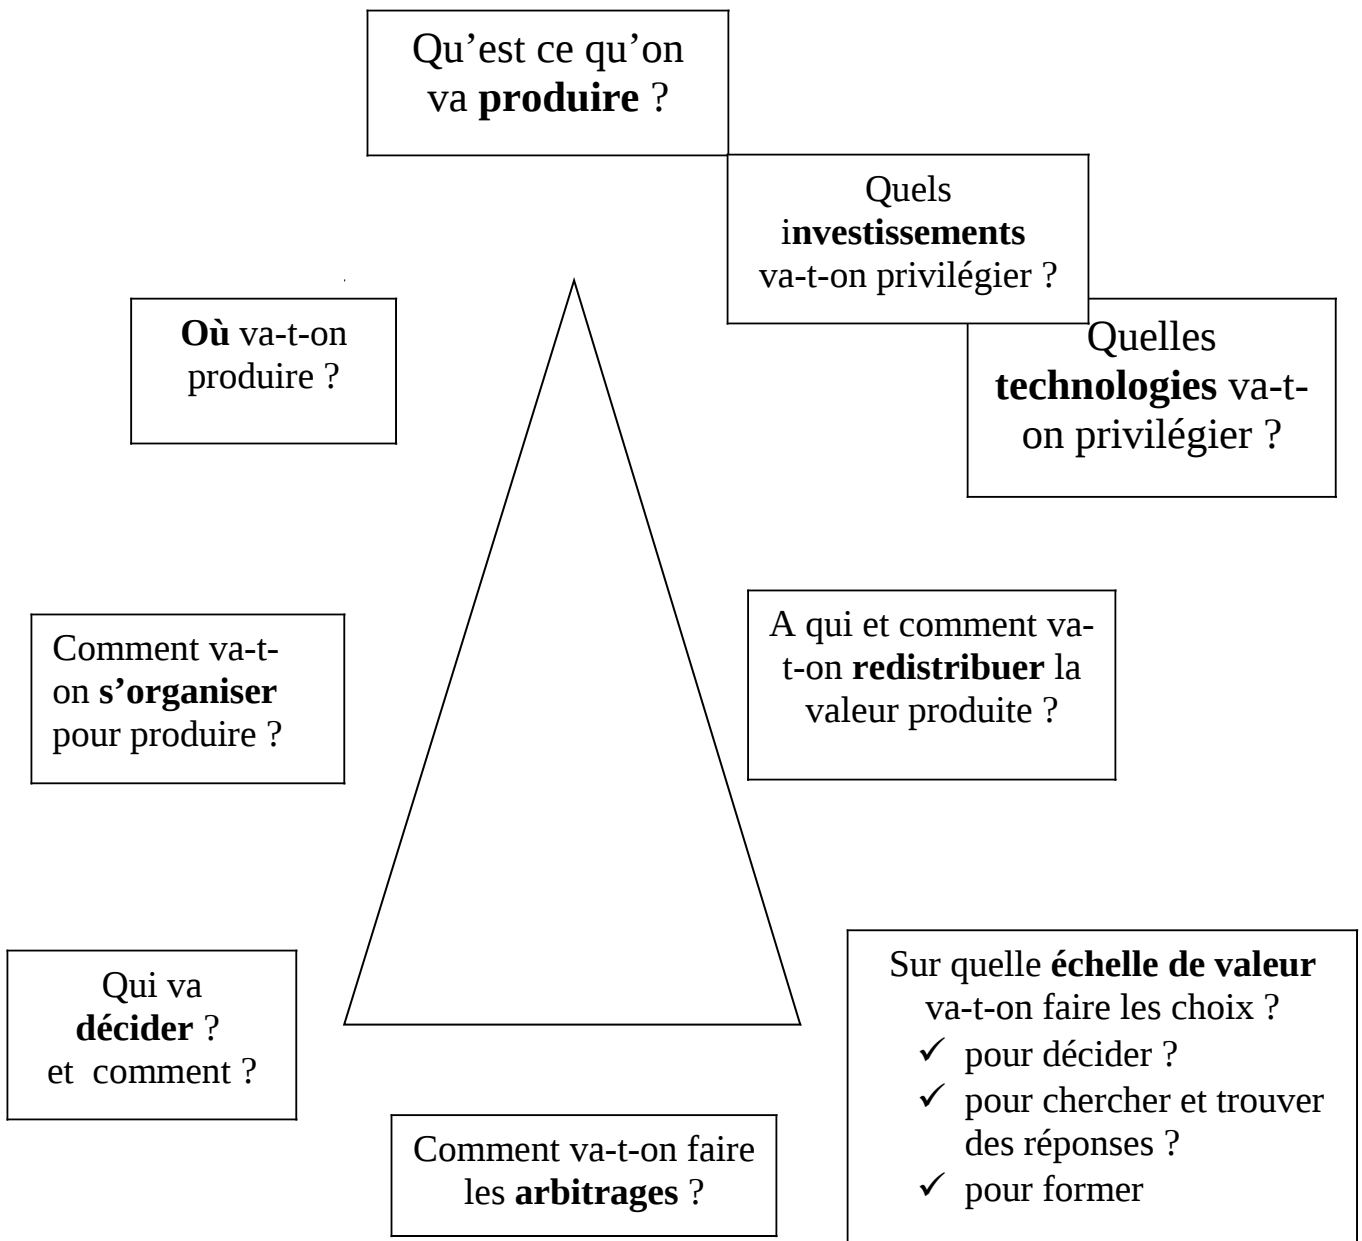 Qu’est ce qu’on
va produire ?
Quels
investissements
va-t-on privilégier ?
Où va-t-on
produire ?
Quelles
technologies va-t-
on privilégier ?
Comment va-t-
on s’organiser
pour produire ?
A qui et comment va-
t-on redistribuer la
valeur produite ?
Qui va
décider ?
et comment ?
Sur quelle échelle de valeur
va-t-on faire les choix ?
✓ pour décider ?
✓ pour chercher et trouver
des réponses ?
✓ pour former
Comment va-t-on faire
les arbitrages ?